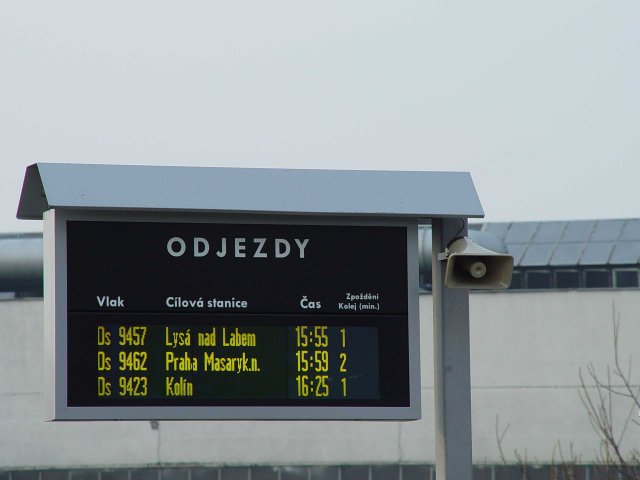 ODJEZDY
Vlak Cílová stanice Čas Zpoždění
Kolej (min.)
Os 9457 Lysá nad Labem 15:55 1
Os 9462 Praha Masaryk.n. 15:59 2
Os 9423 Kolín 16:25 1